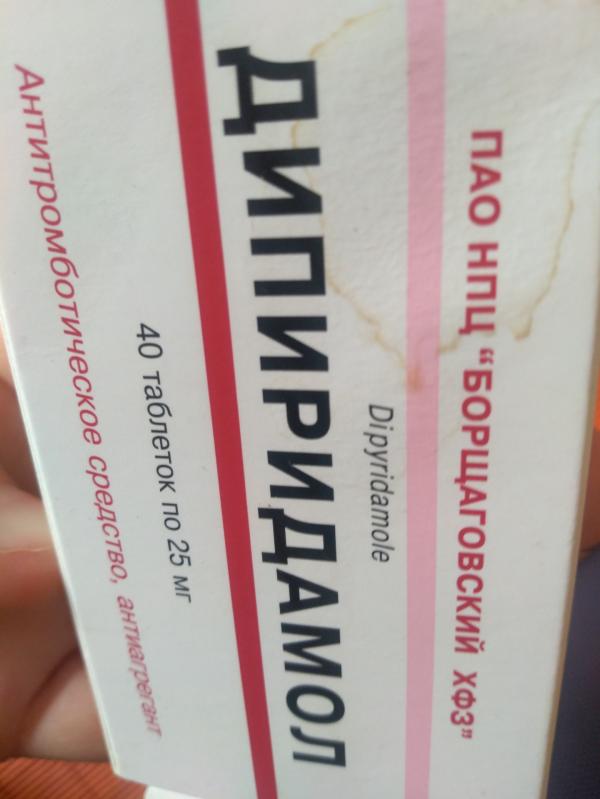 ПАО НПЦ “БОРЩАГОВСКИЙ ХФЗ”
Dipyridamole
ДИПИРИДАМОЛ
40 таблеток по 25 мг
Антитромботическое средство, антиагрегант